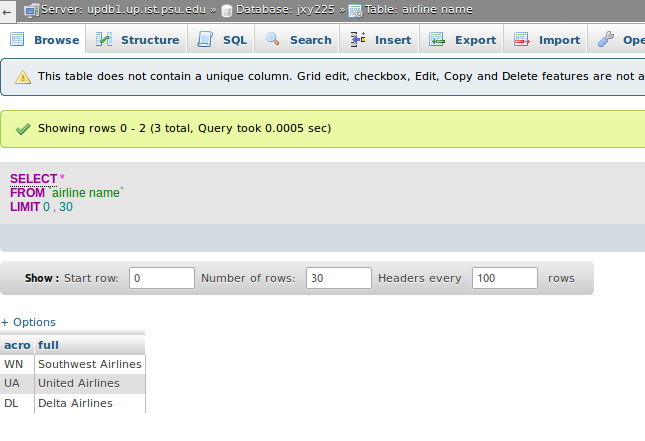 Server: updb1.up.ist.psu.edu » Database: jxy225 » Table: airline name
Browse Structure SQL Search Insert Export Import Ope
This table does not contain a unique column. Grid edit, checkbox, Edit, Copy and Delete features are not a
Showing rows 0 - 2 (3 total, Query took 0.0005 sec)
SELECT *
FROM `airline name`
LIMIT 0 , 30
Show : Start row: 0 Number of rows: 30 Headers every 100 rows
+ Options
acro full
WN Southwest Airlines
UA United Airlines
DL Delta Airlines